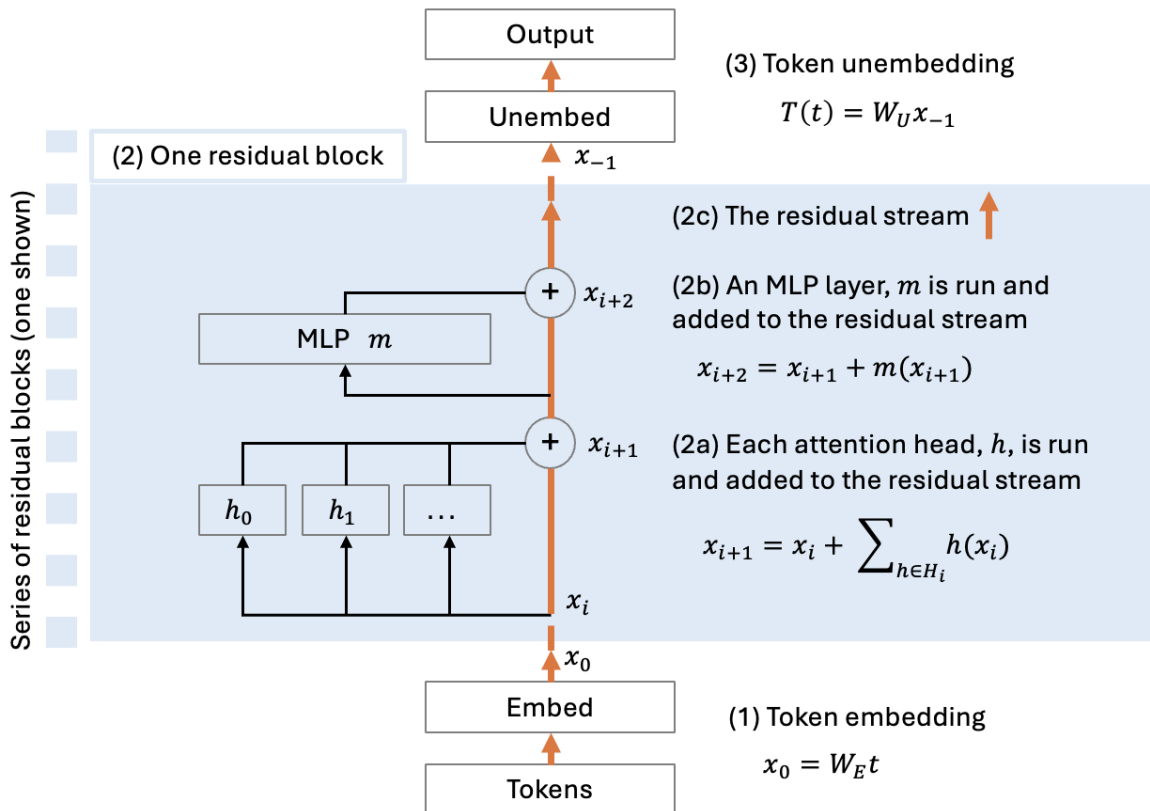 Output
(3) Token unembedding
T(t) = W_U x_{−1}
Unembed
x_{−1}
(2) One residual block
Series of residual blocks (one shown)
(2c) The residual stream
+
x_{i+2}
(2b) An MLP layer, m is run and
added to the residual stream
x_{i+2} = x_{i+1} + m(x_{i+1})
MLP m
+
x_{i+1}
(2a) Each attention head, h, is run
and added to the residual stream
x_{i+1} = x_i + ∑_{h∈H_i} h(x_i)
h_0
h_1
...
x_i
x_0
Embed
(1) Token embedding
x_0 = W_E t
Tokens